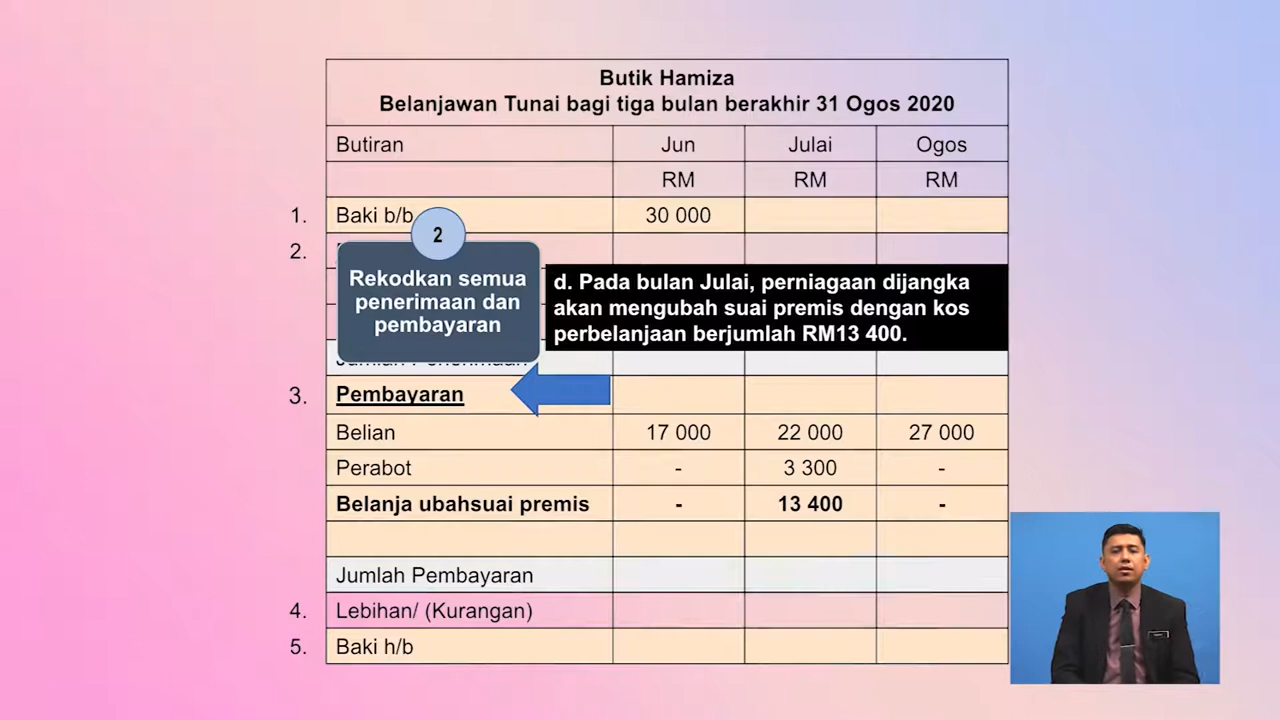 Butik Hamiza
Belanjawan Tunai bagi tiga bulan berakhir 31 Ogos 2020
Butiran Jun Julai Ogos
RM RM RM
1. Baki b/b 30 000
2.
2
Rekodkan semua
penerimaan dan
pembayaran
d. Pada bulan Julai, perniagaan dijangka
akan mengubah suai premis dengan kos
perbelanjaan berjumlah RM13 400.
3. Pembayaran
Belian 17 000 22 000 27 000
Perabot - 3 300 -
Belanja ubahsuai premis - 13 400 -
Jumlah Pembayaran
4. Lebihan/ (Kurangan)
5. Baki h/b